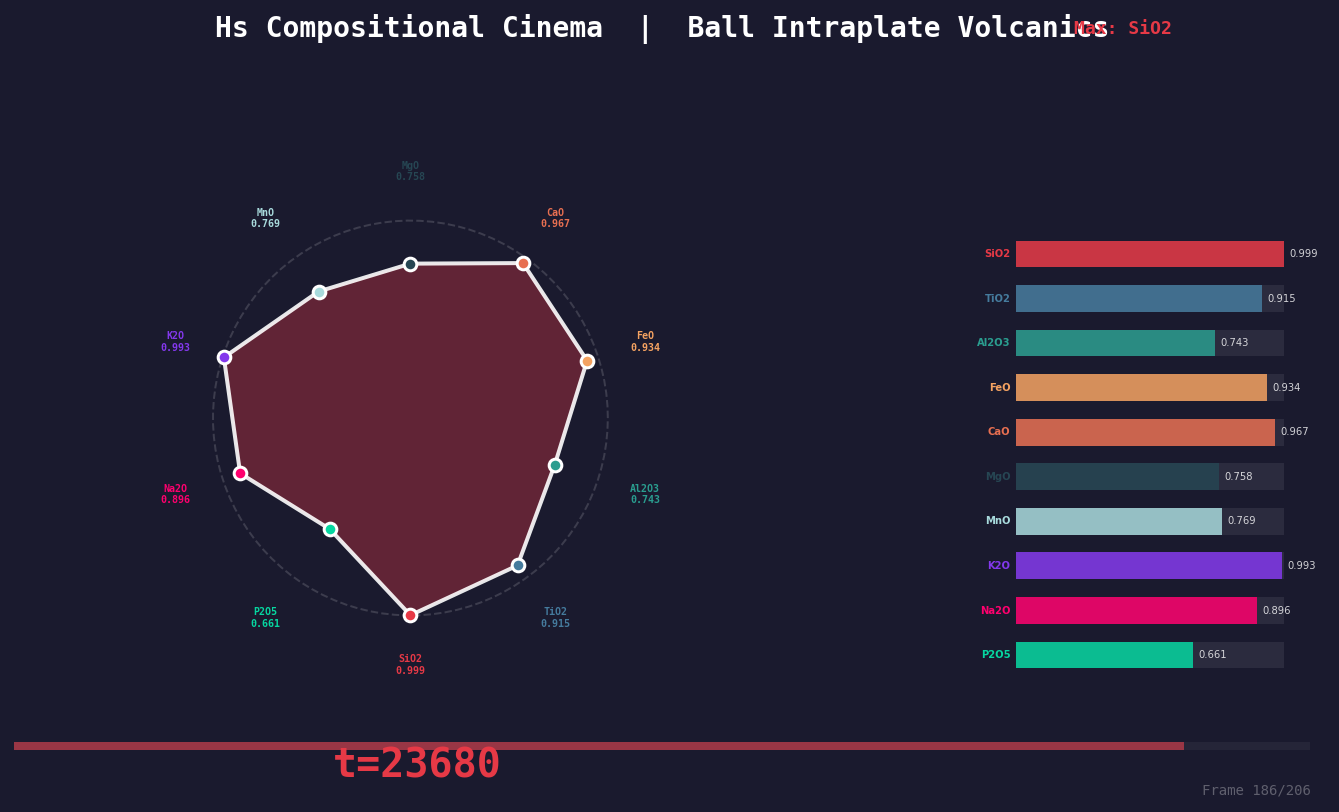 Hs Compositional Cinema | Ball Intraplate Volcanics
Max: SiO2
MgO
0.758
MnO
0.769
CaO
0.967
K2O
0.993
FeO
0.934
Na2O
0.896
Al2O3
0.743
P2O5
0.661
TiO2
0.915
SiO2
0.999
SiO2 0.999
TiO2 0.915
Al2O3 0.743
FeO 0.934
CaO 0.967
MgO 0.758
MnO 0.769
K2O 0.993
Na2O 0.896
P2O5 0.661
t=23680
Frame 186/206